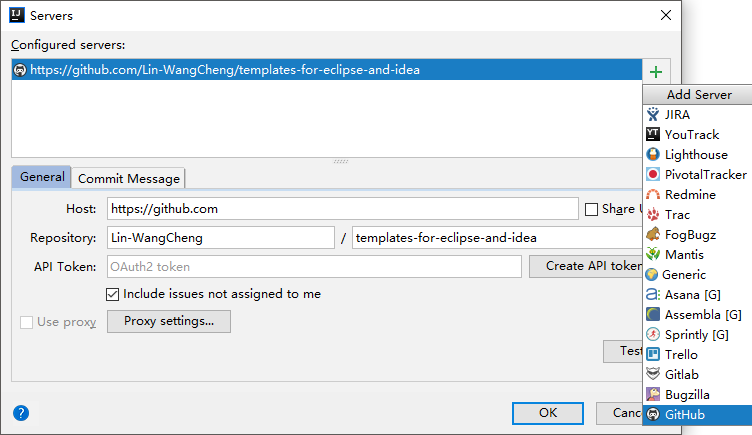 Servers
Configured servers:
https://github.com/Lin-WangCheng/templates-for-eclipse-and-idea
Add Server
JIRA
YouTrack
Lighthouse
PivotalTracker
Redmine
Trac
FogBugz
Mantis
Generic
Asana [G]
Assembla [G]
Sprintly [G]
Trello
Gitlab
Bugzilla
GitHub
General
Commit Message
Host: https://github.com Share U
Repository: Lin-WangCheng / templates-for-eclipse-and-idea
API Token: OAuth2 token Create API token
Include issues not assigned to me
Use proxy Proxy settings...
Test
? OK Canc